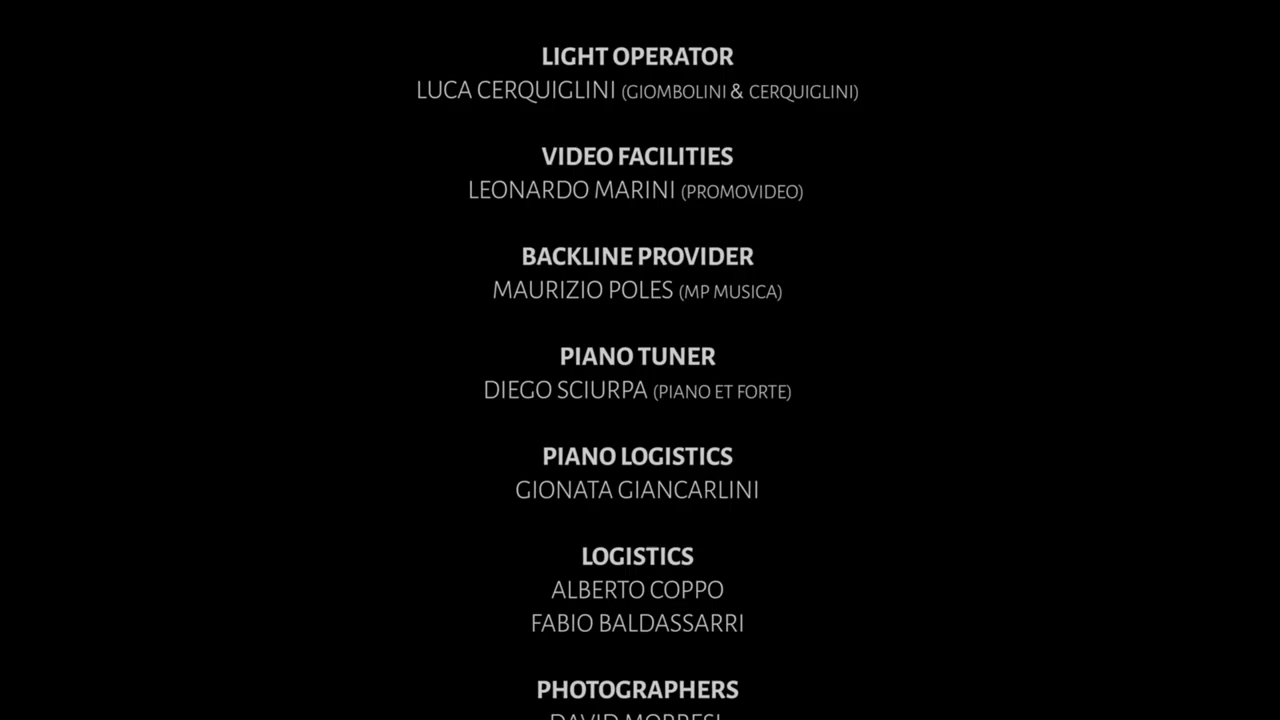 LIGHT OPERATOR
LUCA CERQUIGLINI (GIOMBOLINI & CERQUIGLINI)
VIDEO FACILITIES
LEONARDO MARINI (PROMOVIDEO)
BACKLINE PROVIDER
MAURIZIO POLES (MP MUSICA)
PIANO TUNER
DIEGO SCIURPA (PIANO ET FORTE)
PIANO LOGISTICS
GIONATA GIANCARLINI
LOGISTICS
ALBERTO COPPO
FABIO BALDASSARRI
PHOTOGRAPHERS
DAVID